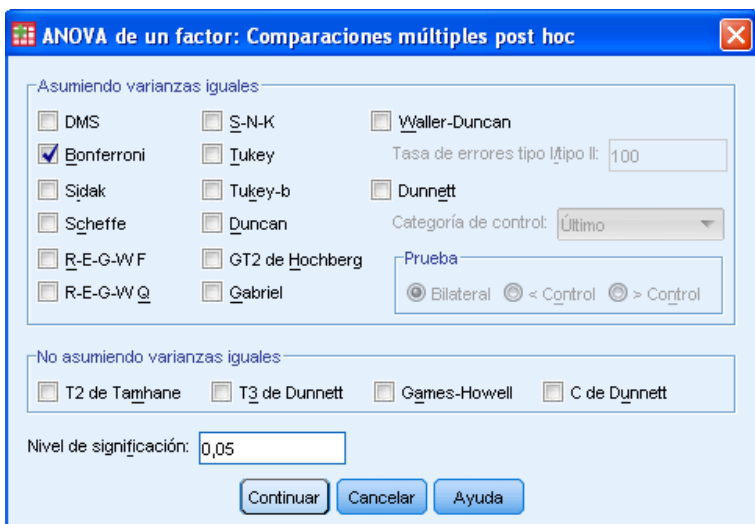 ANOVA de un factor: Comparaciones múltiples post hoc
Asumiendo varianzas iguales
DMS
S-N-K
Waller-Duncan
Bonferroni
Tukey
Tasa de errores tipo I/tipo II: 100
Sidak
Tukey-b
Dunnett
Scheffe
Duncan
Categoría de control: Último
R-E-G-W F
GT2 de Hochberg
Prueba
R-E-G-W Q
Gabriel
Bilateral < Control > Control
No asumiendo varianzas iguales
T2 de Tamhane T3 de Dunnett Games-Howell C de Dunnett
Nivel de significación: 0,05
Continuar Cancelar Ayuda